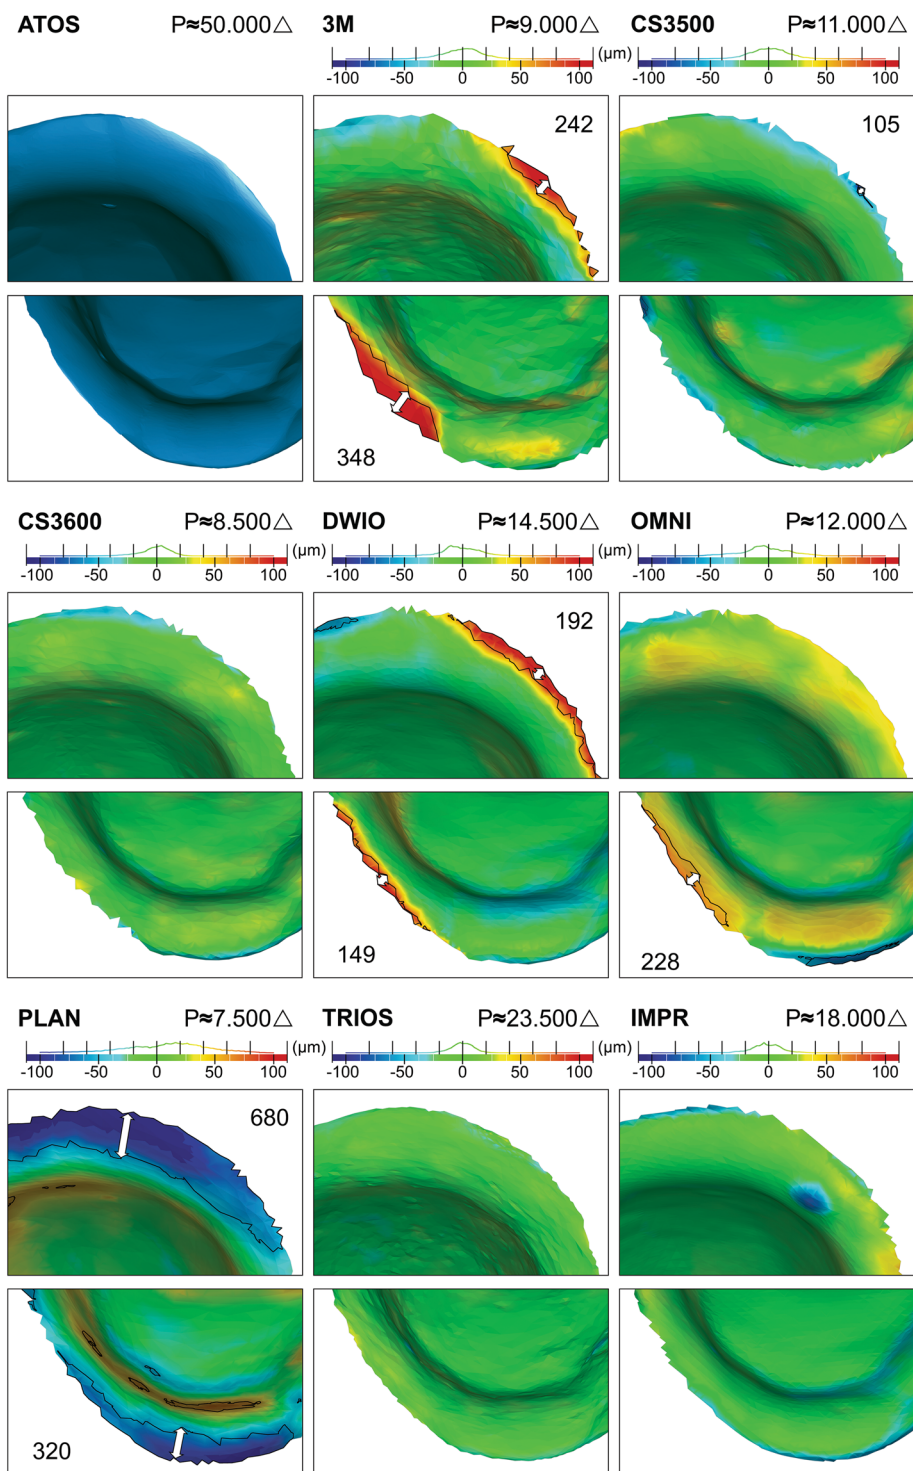 ATOS P≈50.000△ 3M P≈9.000△ CS3500 P≈11.000△
-100 -50 0 50 100 (µm) -100 -50 0 50 100
242 105
348
CS3600 P≈8.500△ DWIO P≈14.500△ OMNI P≈12.000△
-100 -50 0 50 100 (µm) -100 -50 0 50 100 (µm) -100 -50 0 50 100
192
149 228
PLAN P≈7.500△ TRIOS P≈23.500△ IMPR P≈18.000△
-100 -50 0 50 100 (µm) -100 -50 0 50 100 (µm) -100 -50 0 50 100
680
320